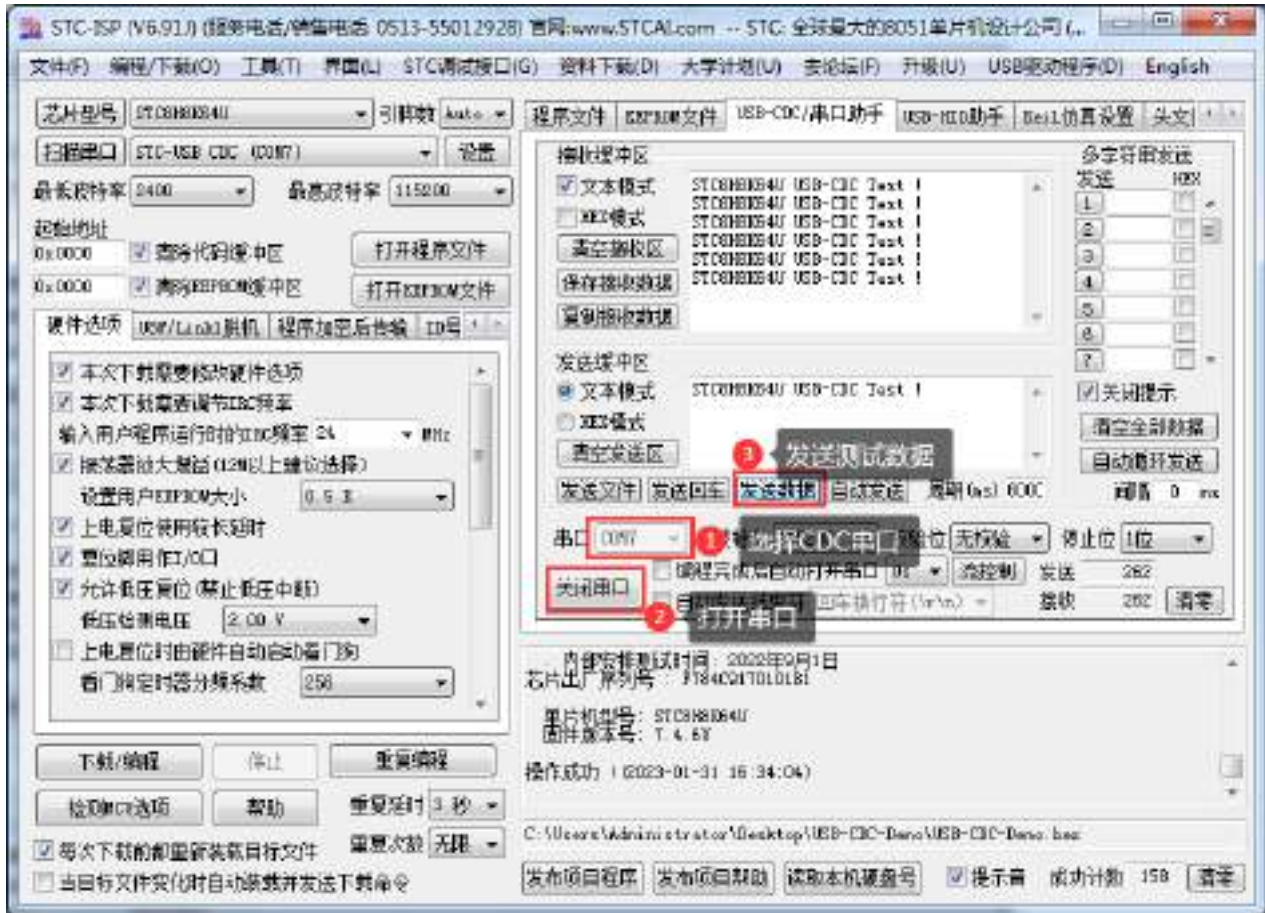 STC-ISP (V6.91J) (服务电话/销售电话 0513-55012928) 官网:www.STCAI.com -- STC: 全球最大的8051单片机设计公司 (..
文件(F) 编程/下载(O) 工具(T) 界面(L) STC调试接口(G) 资料下载(D) 大学计划(U) 去论坛(F) 升级(U) USB驱动程序(D) English
芯片型号 STC8H8K64U 引脚数 Auto
扫描串口 STC-USB CDC (COM7) 设置
最低波特率 2400 最高波特率 115200
起始地址
0x0000 清除代码缓冲区 打开程序文件
0x0000 清除EEPROM缓冲区 打开EEPROM文件
硬件选项 U8W/Link1脱机 程序加密后传输 ID号
本次下载需要修改硬件选项
本次下载需要调节IRC频率
输入用户程序运行时的IRC频率 24 MHz
振荡器放大增益(12M以上建议选择)
设置用户EEPROM大小 0.5 K
上电复位使用较长延时
复位脚用作I/O口
允许低压复位(禁止低压中断)
低压检测电压 2.00 V
上电复位时由硬件自动启动看门狗
看门狗定时器分频系数 256
下载/编程 停止 重复编程
检测MCU选项 帮助 重复延时 3 秒
重复次数 无限
每次下载前都重新装载目标文件
当目标文件变化时自动装载并发送下载命令
程序文件 EEPROM文件 USB-CDC/串口助手 USB-HID助手 Keil仿真设置 头文
接收缓冲区
文本模式
HEX模式
清空接收区
保存接收数据
复制接收数据
STC8H8K64U USB-CDC Test !
STC8H8K64U USB-CDC Test !
STC8H8K64U USB-CDC Test !
STC8H8K64U USB-CDC Test !
STC8H8K64U USB-CDC Test !
STC8H8K64U USB-CDC Test !
多字符串发送
发送 HEX
1
2
3
4
5
6
7
发送缓冲区
文本模式
HEX模式
清空发送区
STC8H8K64U USB-CDC Test !
关闭提示
清空全部数据
自动循环发送
间隔 0 ms
3 发送测试数据
发送文件 发送回车 发送数据 自动发送 周期(ms)
串口 COM7 1 选择CDC串口 无校验 停止位 1位
关闭串口 编程完成后自动打开串口 流控制 发送 262
2 打开串口 回车换行符(\r\n) 接收 262 清零
内部安排测试时间: 2022年9月1日
芯片出厂序列号 :
单片机型号: STC8H8K64U
固件版本号:
操作成功 !(2023-01-31 16:34:04)
C:\Users\Administrator\Desktop\USB-CDC-Demo\USB-CDC-Demo.hex
发布项目程序 发布项目帮助 读取本机硬盘号 提示音 成功计数 158 清零